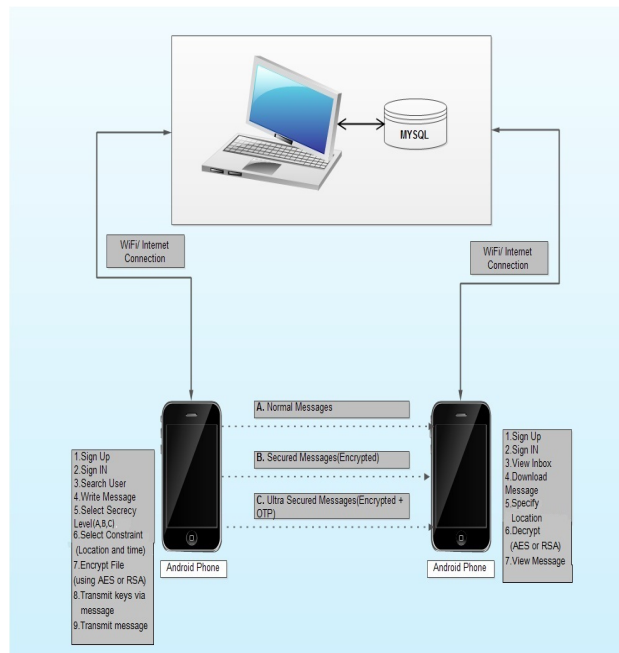 MYSQL
WiFi/ Internet
Connection
WiFi/ Internet
Connection
A. Normal Messages
B. Secured Messages(Encrypted)
C. Ultra Secured Messages(Encrypted +
OTP)
1.Sign Up
2.Sign IN
3.Search User
4.Write Message
5.Select Secrecy
Level(A,B,C)
6.Select Constraint
(Location and time)
7.Encrypt File
(using AES or RSA)
8.Transmit keys via
message
9.Transmit message
Android Phone
Android Phone
1.Sign Up
2.Sign IN
3.View Inbox
4.Download
Message
5.Specify
Location
6.Decrypt
(AES or RSA)
7.View Message